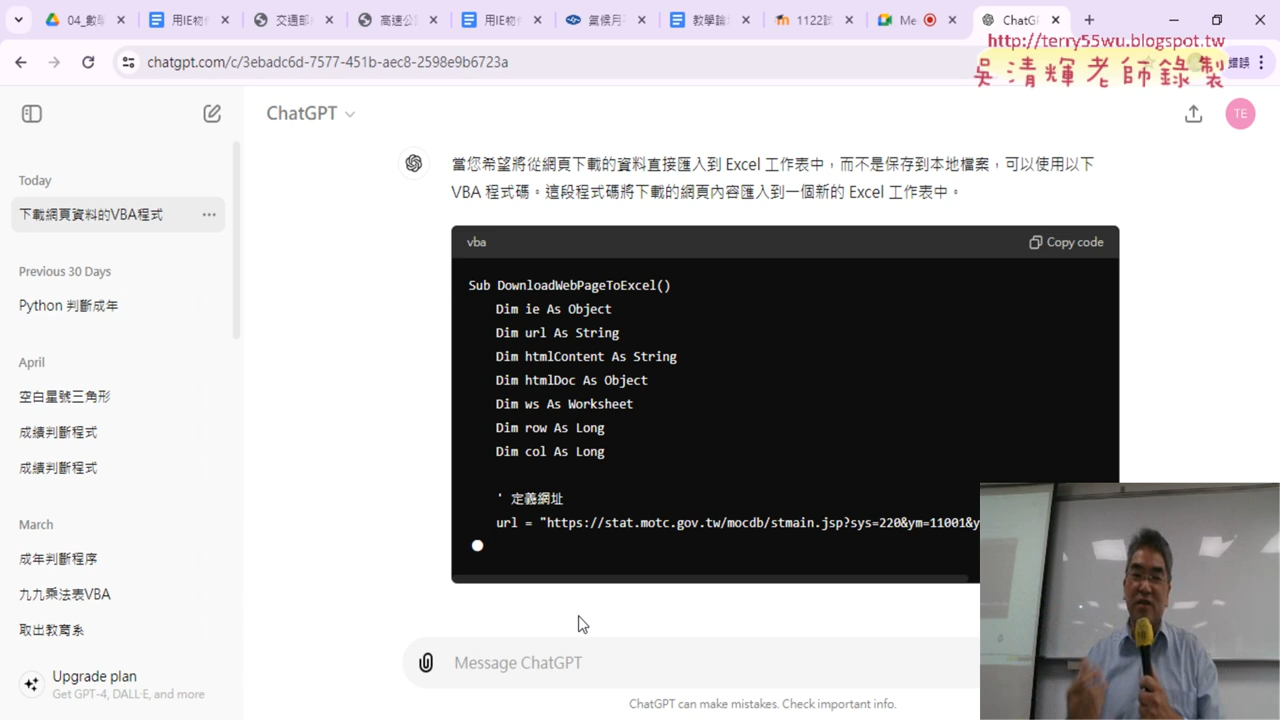 04_數學
用IE物件
交通部
高速公
用IE物
氣候月
教學論
1122
Me
ChatG
http://terry55wu.blogspot.tw
chatgpt.com/c/3ebadc6d-7577-451b-aec8-2598e9b6723a
吳清輝老師錄製
ChatGPT
TE
Today
下載網頁資料的VBA程式
Previous 30 Days
Python 判斷成年
April
空白星號三角形
成績判斷程式
成績判斷程式
March
成年判斷程序
九九乘法表VBA
取出教育系
Upgrade plan
Get GPT-4, DALL·E, and more
當您希望將從網頁下載的資料直接匯入到 Excel 工作表中，而不是保存到本地檔案，可以使用以下
VBA 程式碼。這段程式碼將下載的網頁內容匯入到一個新的 Excel 工作表中。
vba
Copy code
Sub DownloadWebPageToExcel()
Dim ie As Object
Dim url As String
Dim htmlContent As String
Dim htmlDoc As Object
Dim ws As Worksheet
Dim row As Long
Dim col As Long
' 定義網址
url = "https://stat.motc.gov.tw/mocdb/stmain.jsp?sys=220&ym=11001&y
Message ChatGPT
ChatGPT can make mistakes. Check important info.